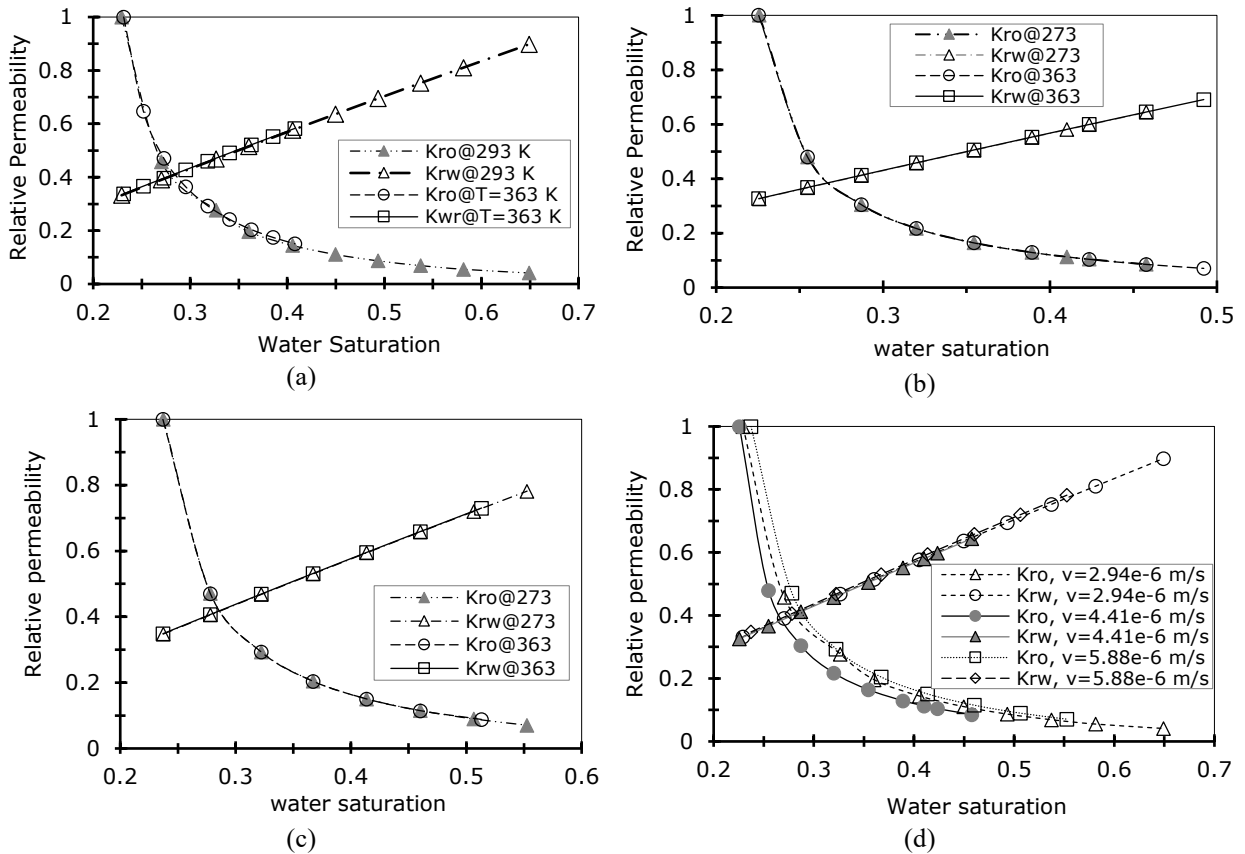 Relative Permeability
1
0.8
0.6
0.4
0.2
0
0.2
0.3
0.4
0.5
0.6
0.7
Kro@293 K
Krw@293 K
Kro@T=363 K
Kwr@T=363 K
Water Saturation
(a)
Relative permeability
1
0.8
0.6
0.4
0.2
0
0.2
0.3
0.4
0.5
Kro@273
Krw@273
Kro@363
Krw@363
water saturation
(b)
Relative permeability
1
0.8
0.6
0.4
0.2
0
0.2
0.3
0.4
0.5
0.6
Kro@273
Krw@273
Kro@363
Krw@363
water saturation
(c)
Relative permeability
1
0.8
0.6
0.4
0.2
0
0.2
0.3
0.4
0.5
0.6
0.7
Kro, v=2.94e-6 m/s
Krw, v=2.94e-6 m/s
Kro, v=4.41e-6 m/s
Krw, v=4.41e-6 m/s
Kro, v=5.88e-6 m/s
Krw, v=5.88e-6 m/s
Water saturation
(d)